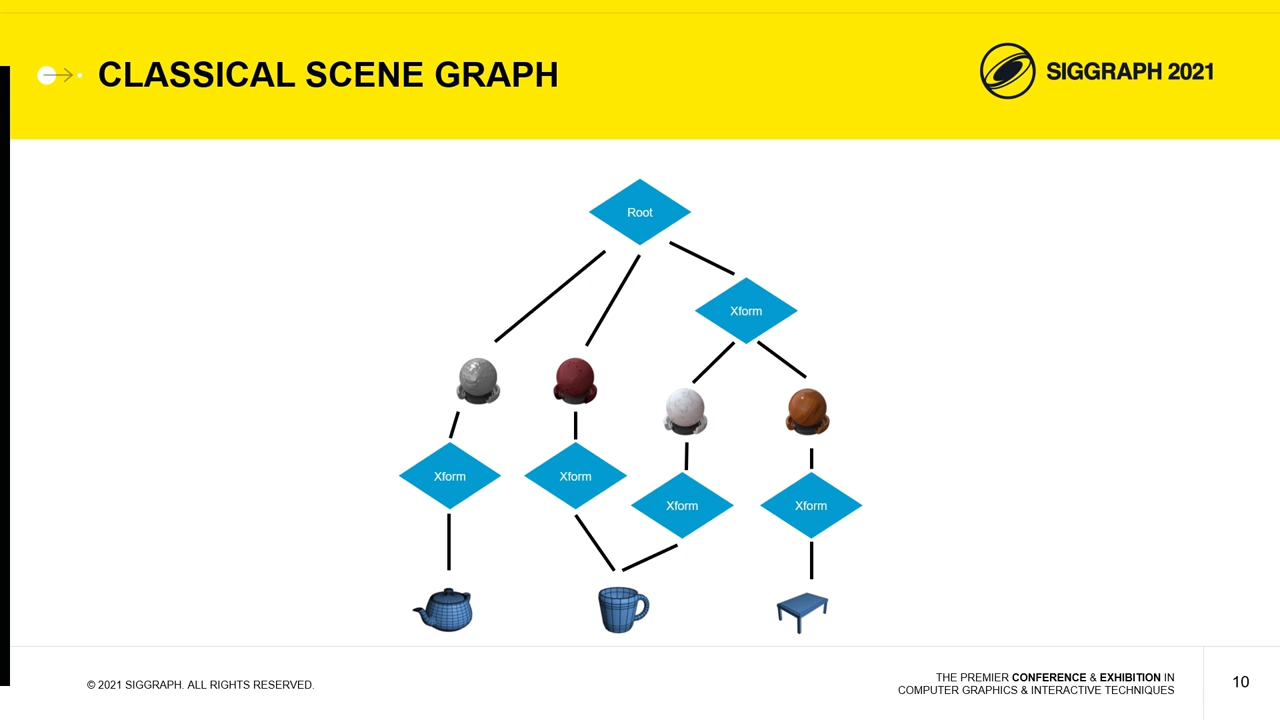 CLASSICAL SCENE GRAPH
SIGGRAPH 2021
Root
Xform
Xform
Xform
Xform
Xform
© 2021 SIGGRAPH. ALL RIGHTS RESERVED.
THE PREMIER CONFERENCE & EXHIBITION IN
COMPUTER GRAPHICS & INTERACTIVE TECHNIQUES
10